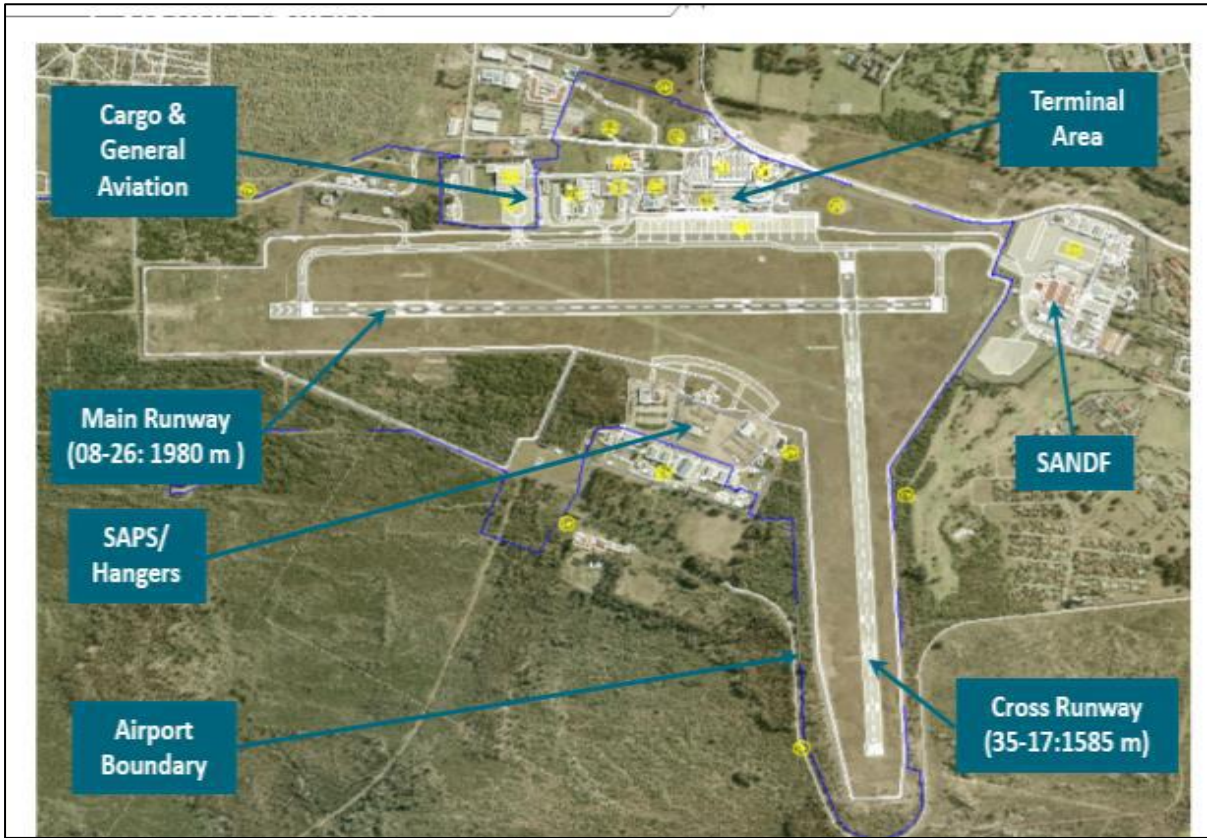 Cargo &
General
Aviation
Terminal
Area
Main Runway
(08-26: 1980 m )
SANDF
SAPS/
Hangers
Airport
Boundary
Cross Runway
(35-17:1585 m)